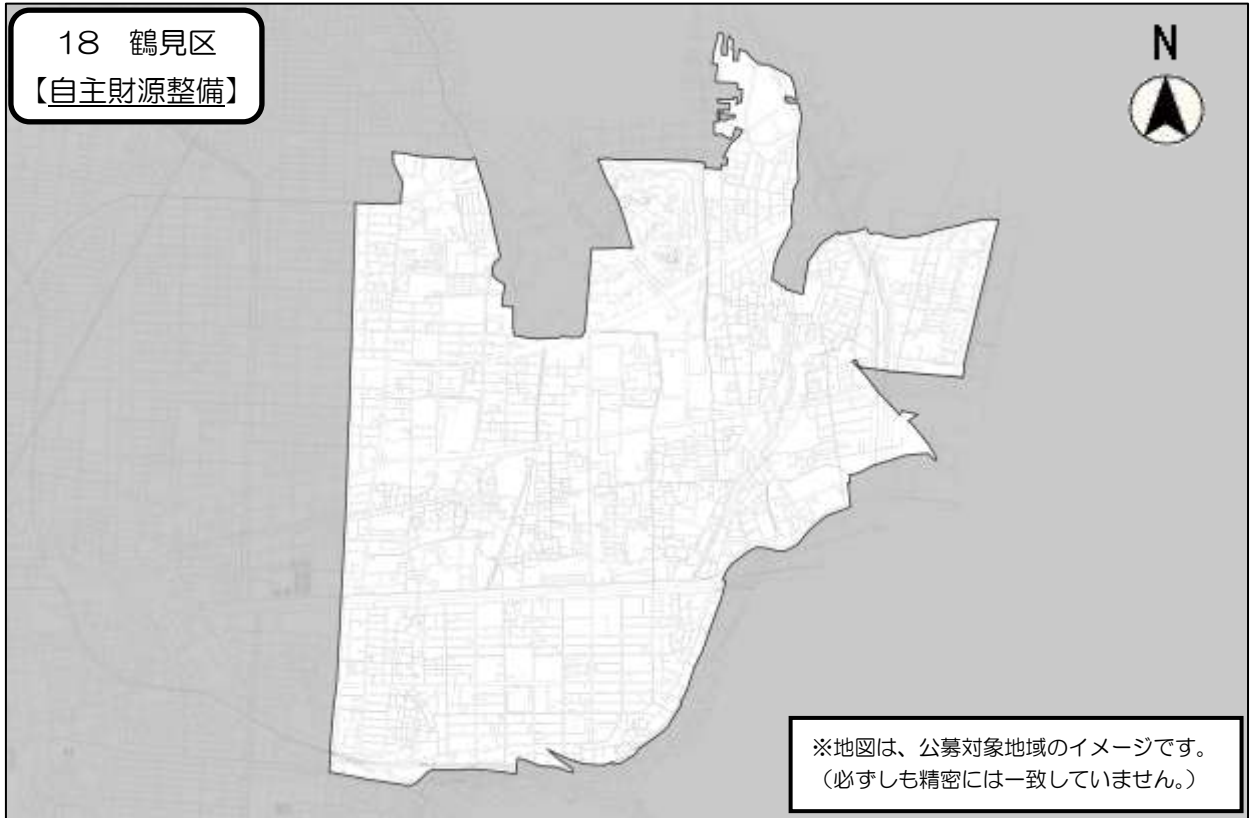 18　鶴見区
【自主財源整備】
N
※地図は、公募対象地域のイメージです。
（必ずしも精密には一致していません。）